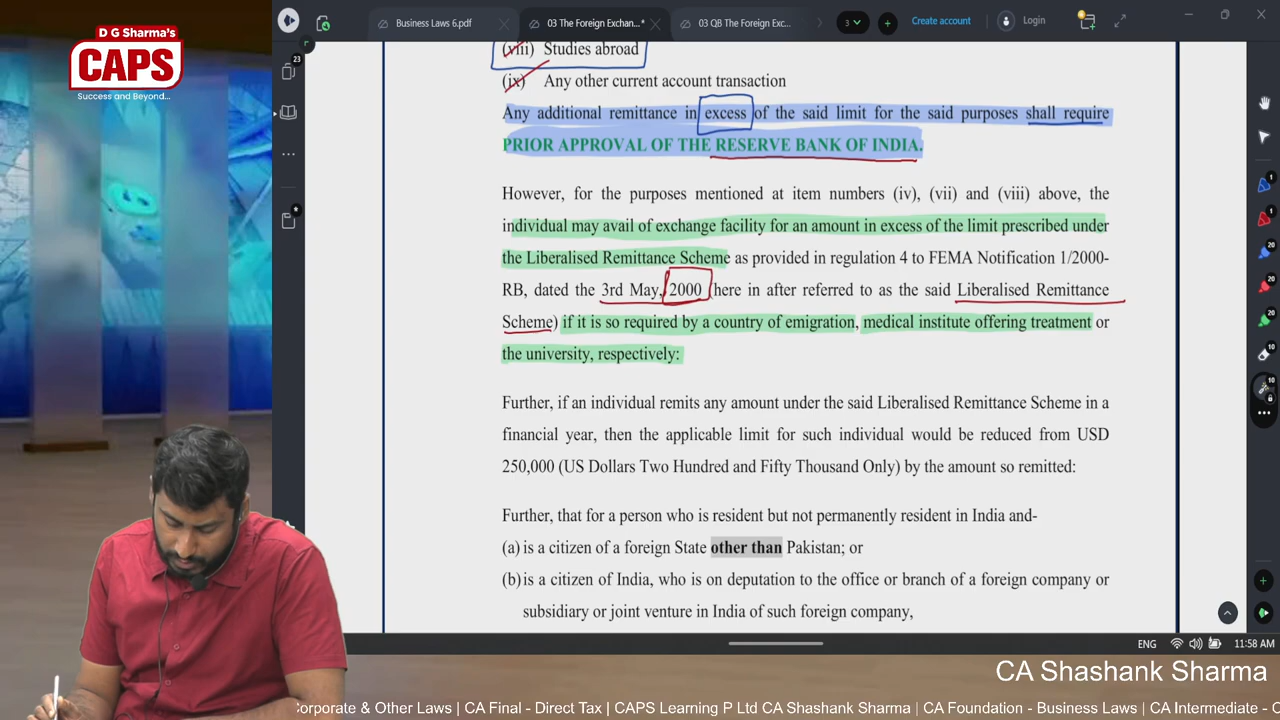 D G Sharma's
CAPS
Success and Beyond...
Business Laws 6.pdf
03 The Foreign Exchan...*
03 QB The Foreign Exc...
3
Create account
Login
23
(viii) Studies abroad
(ix) Any other current account transaction
Any additional remittance in excess of the said limit for the said purposes shall require
PRIOR APPROVAL OF THE RESERVE BANK OF INDIA.
However, for the purposes mentioned at item numbers (iv), (vii) and (viii) above, the
individual may avail of exchange facility for an amount in excess of the limit prescribed under
the Liberalised Remittance Scheme as provided in regulation 4 to FEMA Notification 1/2000-
RB, dated the 3rd May, 2000 (here in after referred to as the said Liberalised Remittance
Scheme) if it is so required by a country of emigration, medical institute offering treatment or
the university, respectively:
Further, if an individual remits any amount under the said Liberalised Remittance Scheme in a
financial year, then the applicable limit for such individual would be reduced from USD
250,000 (US Dollars Two Hundred and Fifty Thousand Only) by the amount so remitted:
Further, that for a person who is resident but not permanently resident in India and-
(a) is a citizen of a foreign State other than Pakistan; or
(b) is a citizen of India, who is on deputation to the office or branch of a foreign company or
subsidiary or joint venture in India of such foreign company,
1
1
20
20
20
10
10
ENG
11:58 AM
CA Shashank Sharma
Corporate & Other Laws | CA Final - Direct Tax | CAPS Learning P Ltd CA Shashank Sharma | CA Foundation - Business Laws | CA Intermediate - C